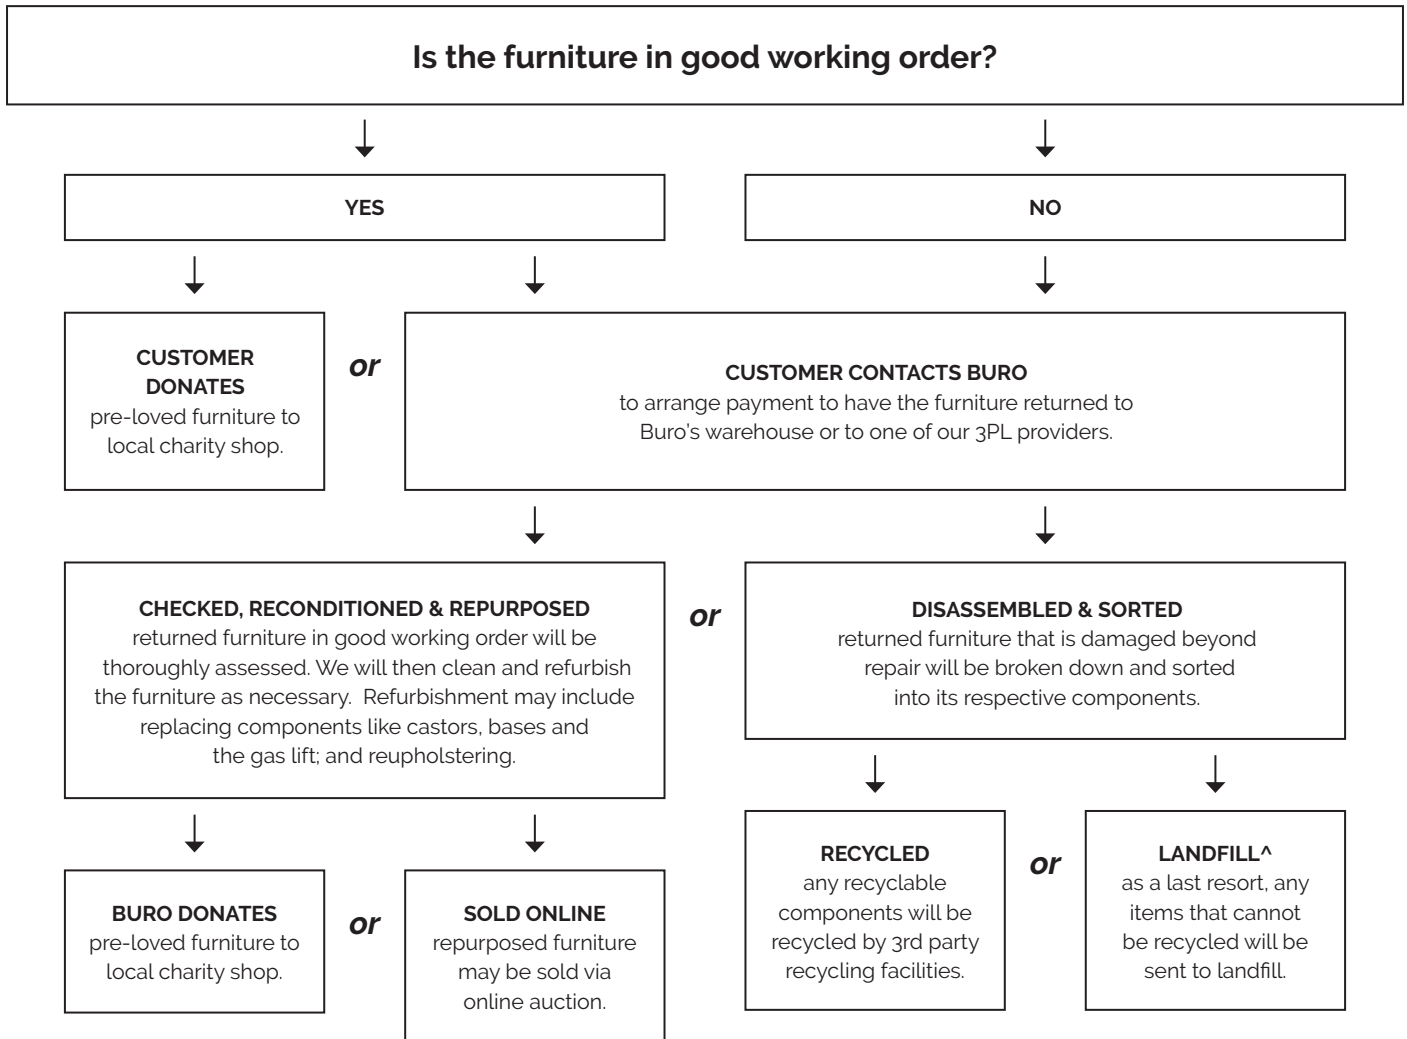 Is the furniture in good working order?
YES
NO
CUSTOMER
DONATES
pre-loved furniture to
local charity shop.
or
CUSTOMER CONTACTS BURO
to arrange payment to have the furniture returned to
Buro's warehouse or to one of our 3PL providers.
CHECKED, RECONDITIONED & REPURPOSED
returned furniture in good working order will be
thoroughly assessed. We will then clean and refurbish
the furniture as necessary.  Refurbishment may include
replacing components like castors, bases and
the gas lift; and reupholstering.
or
DISASSEMBLED & SORTED
returned furniture that is damaged beyond
repair will be broken down and sorted
into its respective components.
BURO DONATES
pre-loved furniture to
local charity shop.
or
SOLD ONLINE
repurposed furniture
may be sold via
online auction.
RECYCLED
any recyclable
components will be
recycled by 3rd party
recycling facilities.
or
LANDFILL^
as a last resort, any
items that cannot
be recycled will be
sent to landfill.